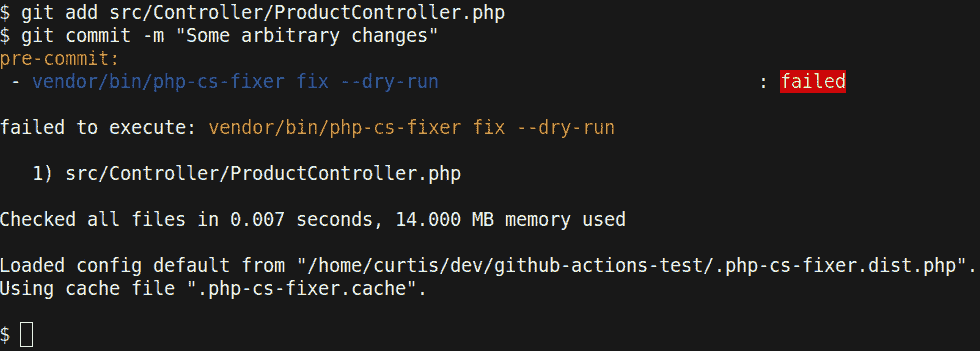 $ git add src/Controller/ProductController.php
$ git commit -m "Some arbitrary changes"
pre-commit:
 - vendor/bin/php-cs-fixer fix --dry-run                             : failed
failed to execute: vendor/bin/php-cs-fixer fix --dry-run
   1) src/Controller/ProductController.php
Checked all files in 0.007 seconds, 14.000 MB memory used
Loaded config default from "/home/curtis/dev/github-actions-test/.php-cs-fixer.dist.php".
Using cache file ".php-cs-fixer.cache".
$